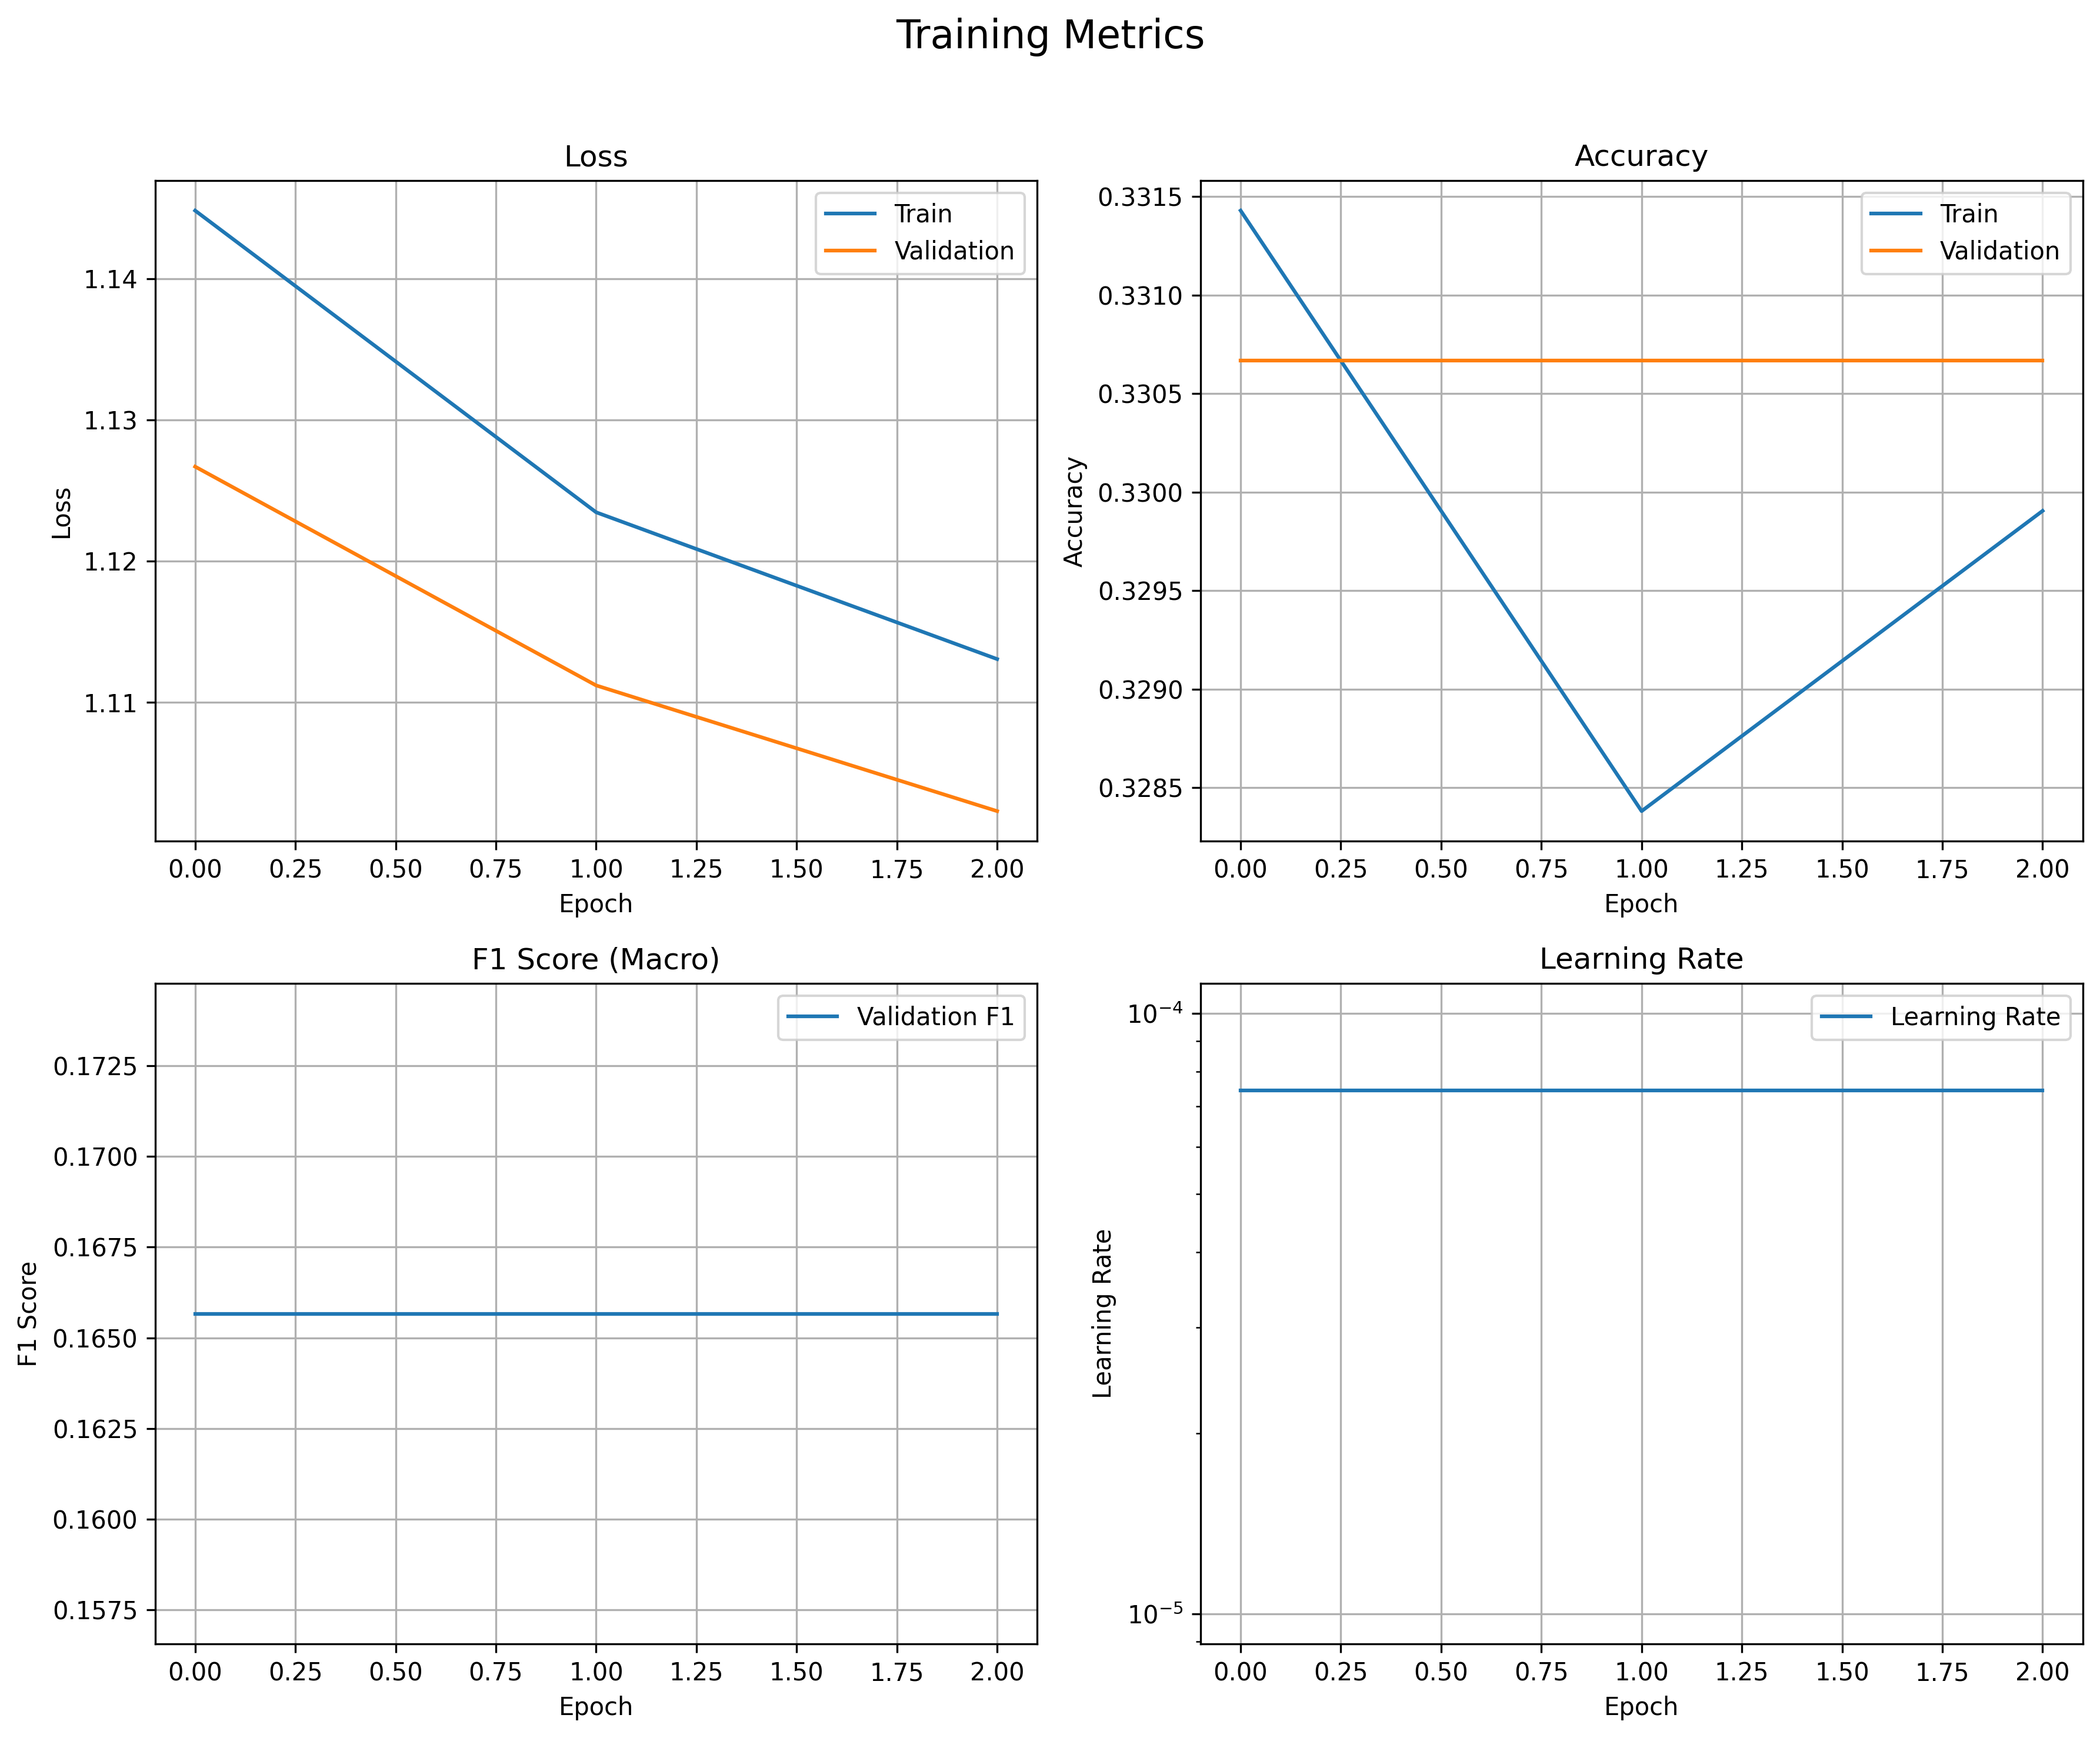 Training Metrics
Loss
Train
Validation
1.14
1.13
1.12
1.11
Loss
0.00 0.25 0.50 0.75 1.00 1.25 1.50 1.75 2.00
Epoch
Accuracy
Train
Validation
0.3315
0.3310
0.3305
0.3300
0.3295
0.3290
0.3285
Accuracy
0.00 0.25 0.50 0.75 1.00 1.25 1.50 1.75 2.00
Epoch
F1 Score (Macro)
Validation F1
0.1725
0.1700
0.1675
0.1650
0.1625
0.1600
0.1575
F1 Score
0.00 0.25 0.50 0.75 1.00 1.25 1.50 1.75 2.00
Epoch
Learning Rate
Learning Rate
10⁻⁴
10⁻⁵
Learning Rate
0.00 0.25 0.50 0.75 1.00 1.25 1.50 1.75 2.00
Epoch